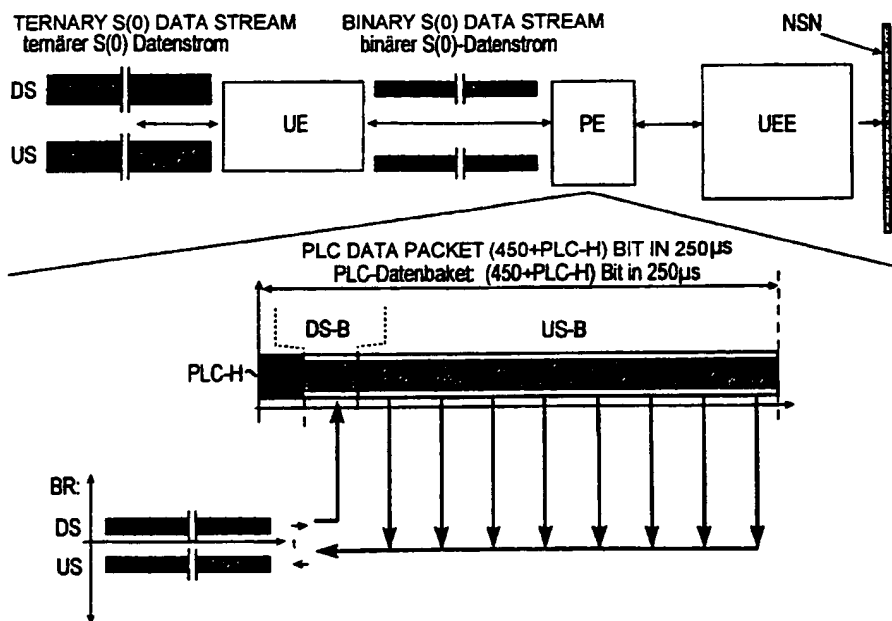 TERNARY S(0) DATA STREAM
ternärer S(0) Datenstrom
BINARY S(0) DATA STREAM
binärer S(0)-Datenstrom
NSN
DS
US
UE
PE
UEE
PLC DATA PACKET (450+PLC-H) BIT IN 250µs
PLC-Datenbaket: (450+PLC-H) Bit in 250µs
DS-B
US-B
PLC-H
BR:
DS
t
US